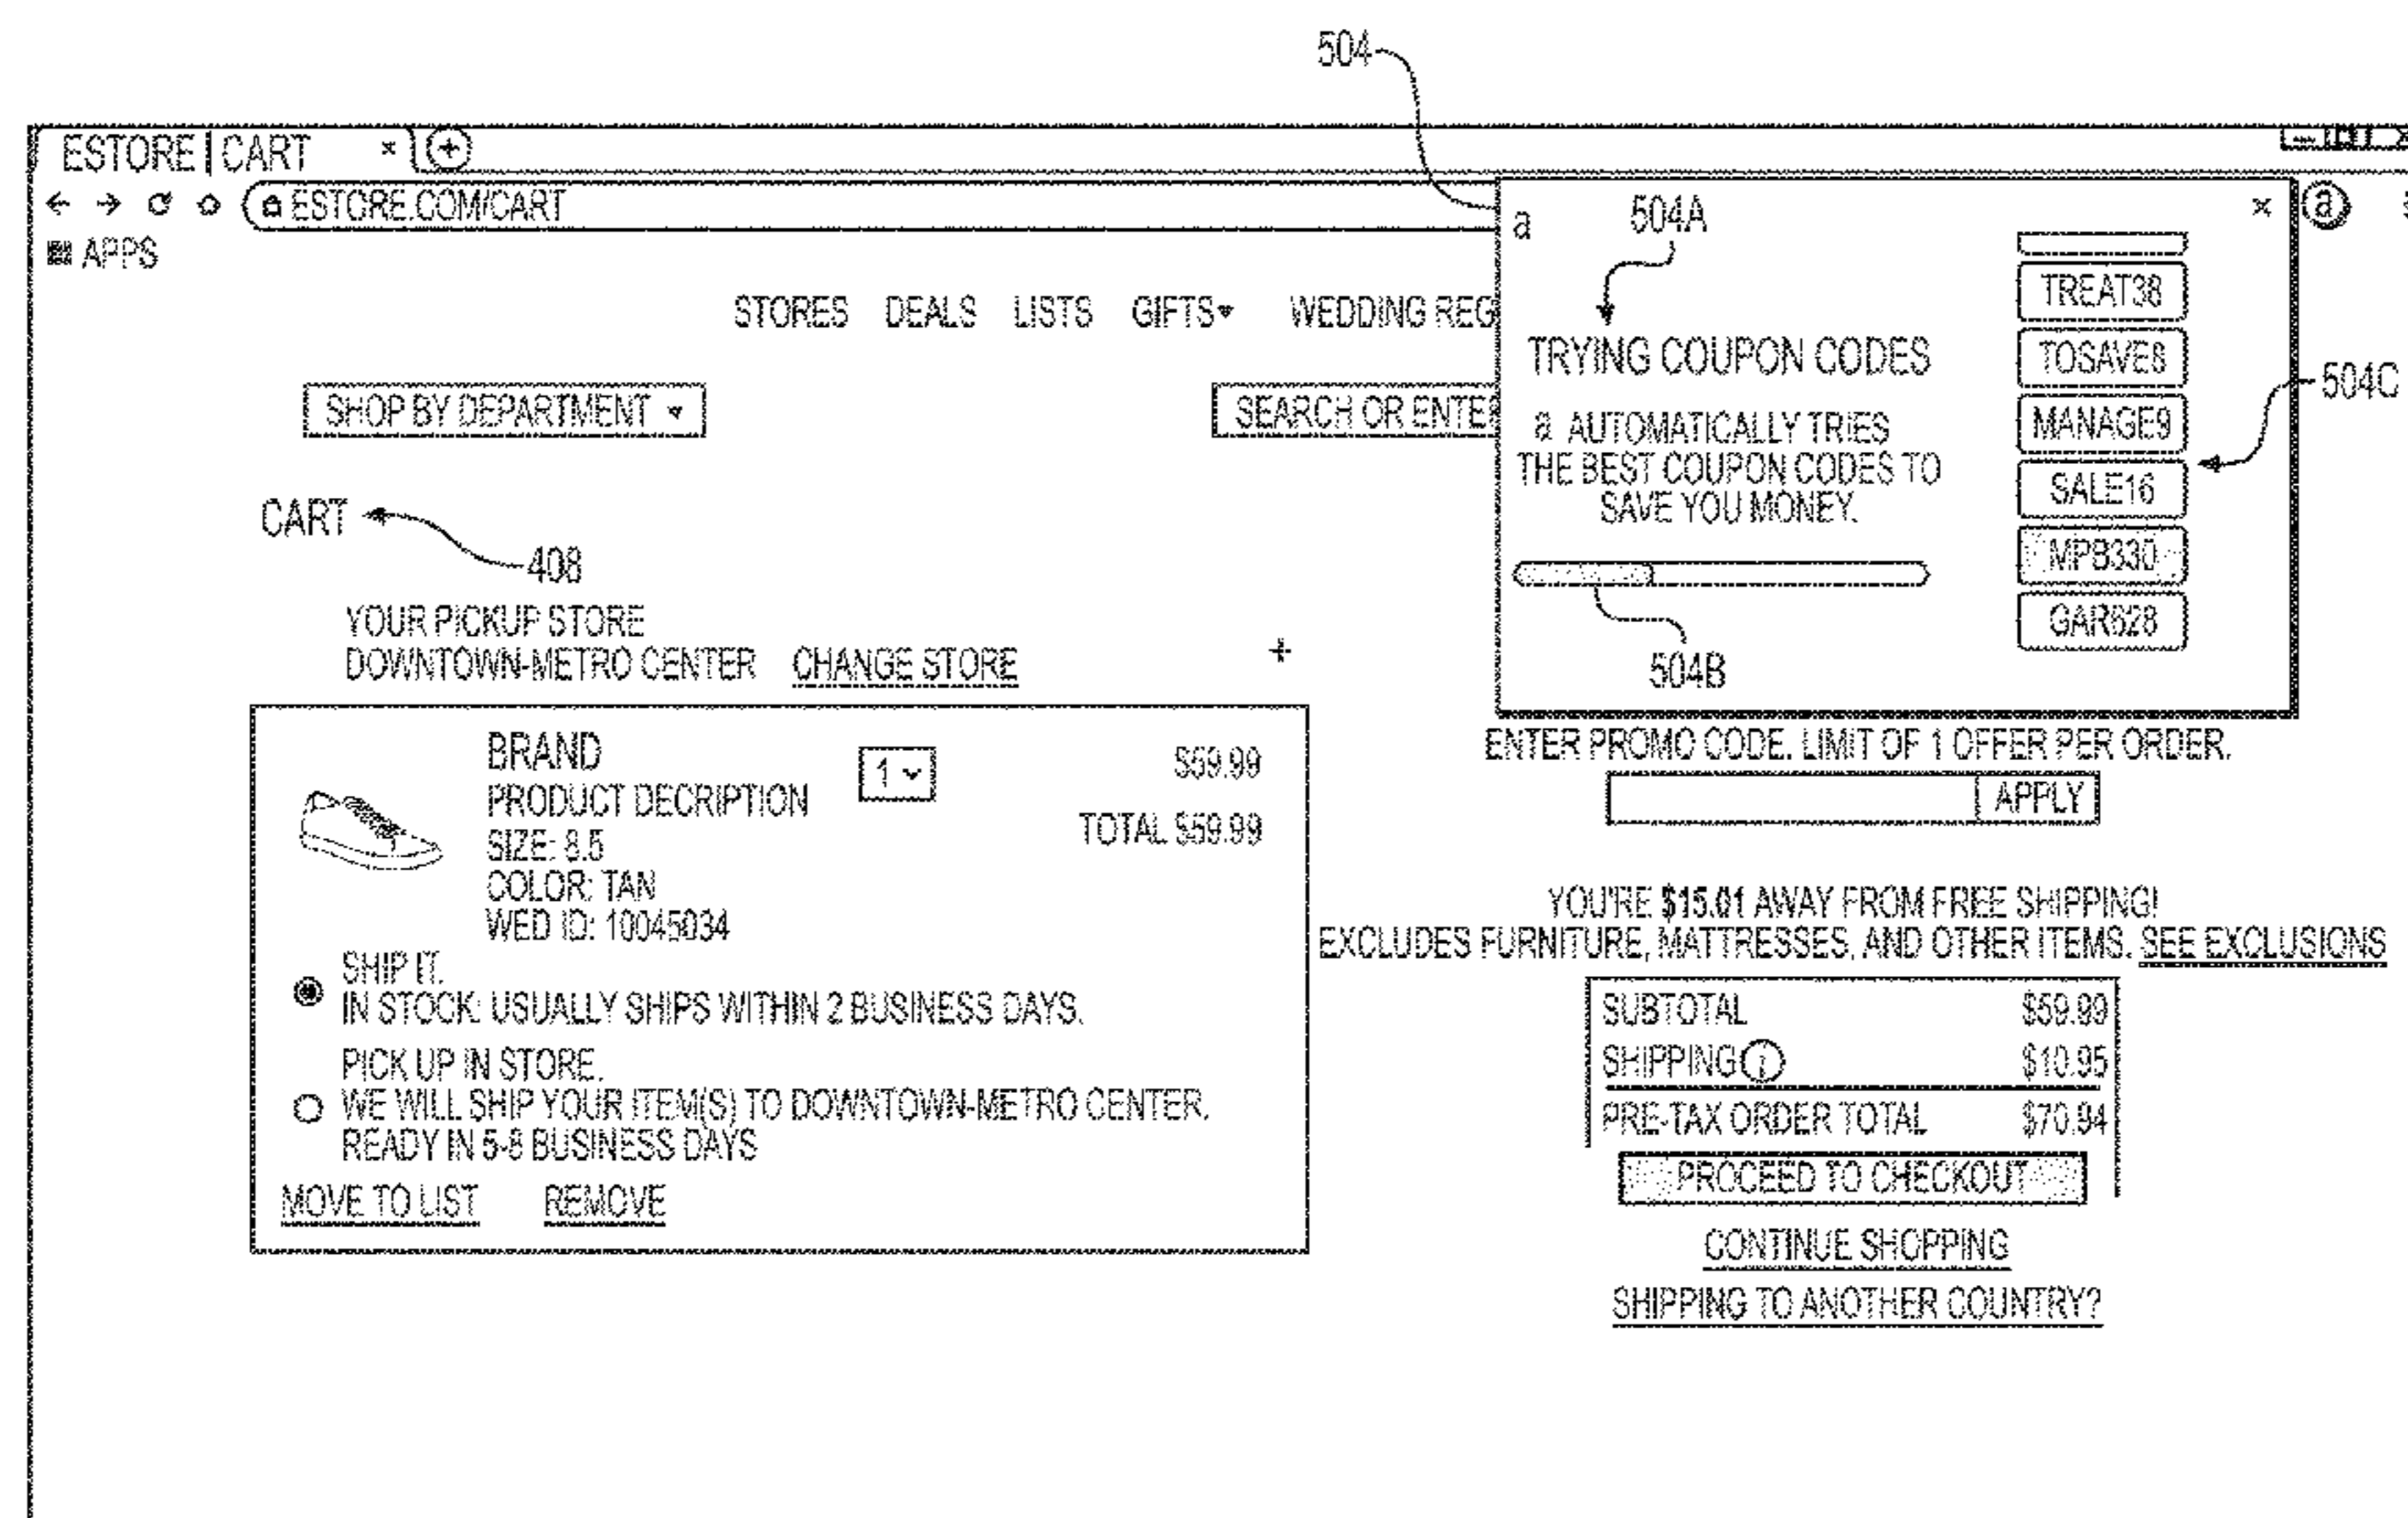 504
ESTORE | CART × +
ESTORE.COM/CART
a 504A × a
APPS
STORES DEALS LISTS GIFTS WEDDING REG
TREAT38
TRYING COUPON CODES
TOSAVE8
504C
SHOP BY DEPARTMENT
SEARCH OR ENTE
a AUTOMATICALLY TRIES
THE BEST COUPON CODES TO
SAVE YOU MONEY.
MANAGE9
SALE16
MPB330
GAR628
504B
CART
408
YOUR PICKUP STORE
DOWNTOWN-METRO CENTER CHANGE STORE
+
BRAND 1 $59.99
PRODUCT DECRIPTION
TOTAL $59.99
SIZE: 8.5
COLOR: TAN
WED ID: 10045034
SHIP IT.
IN STOCK: USUALLY SHIPS WITHIN 2 BUSINESS DAYS.
PICK UP IN STORE.
WE WILL SHIP YOUR ITEM(S) TO DOWNTOWN-METRO CENTER.
READY IN 5-8 BUSINESS DAYS
MOVE TO LIST REMOVE
ENTER PROMO CODE. LIMIT OF 1 OFFER PER ORDER.
APPLY
YOU'RE $15.01 AWAY FROM FREE SHIPPING!
EXCLUDES FURNITURE, MATTRESSES, AND OTHER ITEMS. SEE EXCLUSIONS
SUBTOTAL $59.99
SHIPPING i $10.95
PRE-TAX ORDER TOTAL $70.94
PROCEED TO CHECKOUT
CONTINUE SHOPPING
SHIPPING TO ANOTHER COUNTRY?